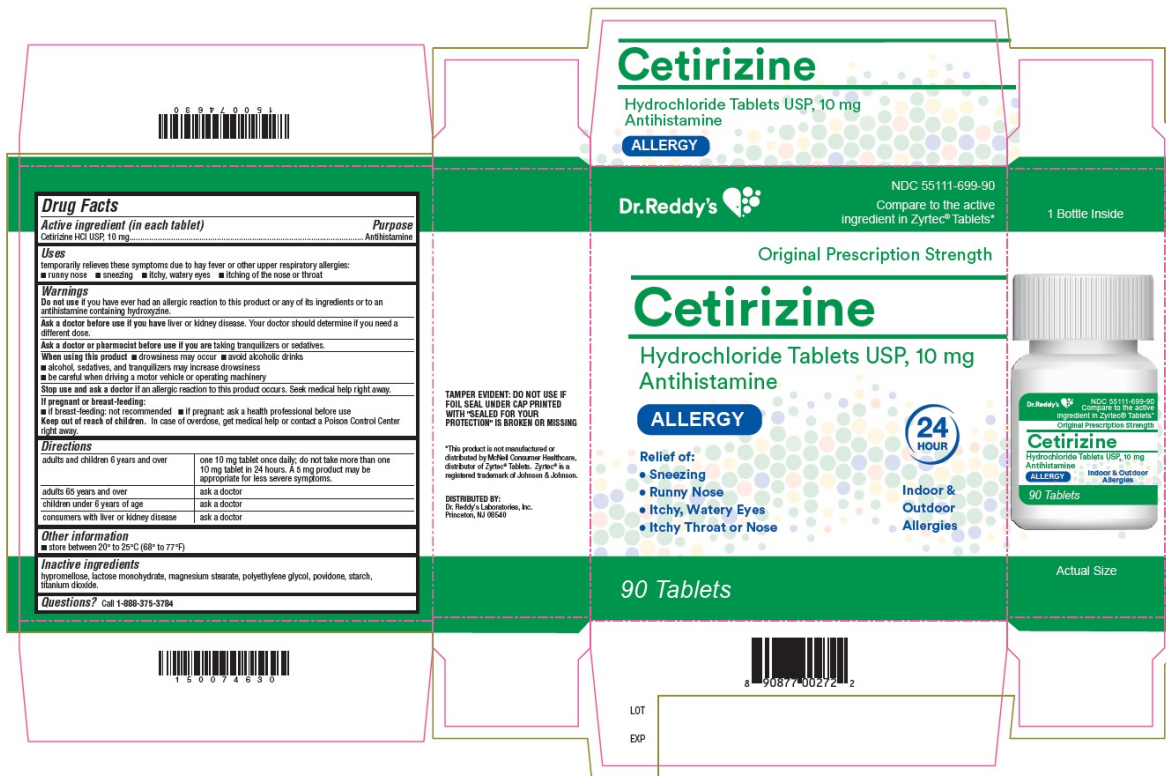 150074630
Drug Facts
Active ingredient (in each tablet) Purpose
Cetirizine HCl USP, 10 mg............Antihistamine
Uses
temporarily relieves these symptoms due to hay fever or other upper respiratory allergies:
■ runny nose ■ sneezing ■ itchy, watery eyes ■ itching of the nose or throat
Warnings
Do not use if you have ever had an allergic reaction to this product or any of its ingredients or to an
antihistamine containing hydroxyzine.
Ask a doctor before use if you have liver or kidney disease. Your doctor should determine if you need a
different dose.
Ask a doctor or pharmacist before use if you are taking tranquilizers or sedatives.
When using this product ■ drowsiness may occur ■ avoid alcoholic drinks
■ alcohol, sedatives, and tranquilizers may increase drowsiness
■ be careful when driving a motor vehicle or operating machinery
Stop use and ask a doctor if an allergic reaction to this product occurs. Seek medical help right away.
If pregnant or breast-feeding:
■ if breast-feeding: not recommended ■ if pregnant: ask a health professional before use
Keep out of reach of children. In case of overdose, get medical help or contact a Poison Control Center
right away.
Directions
adults and children 6 years and over one 10 mg tablet once daily; do not take more than one
10 mg tablet in 24 hours. A 5 mg product may be
appropriate for less severe symptoms.
adults 65 years and over ask a doctor
children under 6 years of age ask a doctor
consumers with liver or kidney disease ask a doctor
Other information
■ store between 20° to 25°C (68° to 77°F)
Inactive ingredients
hypromellose, lactose monohydrate, magnesium stearate, polyethylene glycol, povidone, starch,
titanium dioxide.
Questions? Call 1-888-375-3784
150074630
TAMPER EVIDENT: DO NOT USE IF
FOIL SEAL UNDER CAP PRINTED
WITH "SEALED FOR YOUR
PROTECTION" IS BROKEN OR MISSING
*This product is not manufactured or
distributed by McNeil Consumer Healthcare,
distributor of Zyrtec® Tablets. Zyrtec® is a
registered trademark of Johnson & Johnson.
DISTRIBUTED BY:
Dr. Reddy's Laboratories, Inc.
Princeton, NJ 08540
Cetirizine
Hydrochloride Tablets USP, 10 mg
Antihistamine
ALLERGY
Dr.Reddy's
NDC 55111-699-90
Compare to the active
ingredient in Zyrtec® Tablets*
Original Prescription Strength
Cetirizine
Hydrochloride Tablets USP, 10 mg
Antihistamine
ALLERGY
24
HOUR
Relief of:
• Sneezing
• Runny Nose
• Itchy, Watery Eyes
• Itchy Throat or Nose
Indoor &
Outdoor
Allergies
90 Tablets
8 90877 00272 2
LOT
EXP
1 Bottle Inside
Dr.Reddy's
NDC 55111-699-90
Compare to the active
ingredient in Zyrtec® Tablets*
Original Prescription Strength
Cetirizine
Hydrochloride Tablets USP, 10 mg
Antihistamine
ALLERGY
Indoor & Outdoor
Allergies
90 Tablets
Actual Size